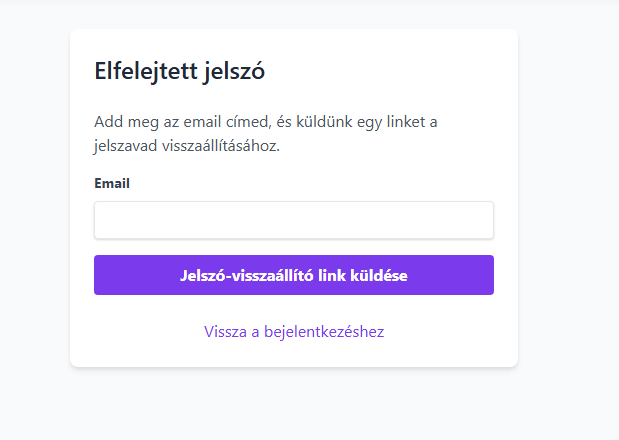 Elfelejtett jelszó
Add meg az email címed, és küldünk egy linket a
jelszavad visszaállításához.
Email
Jelszó-visszaállító link küldése
Vissza a bejelentkezéshez